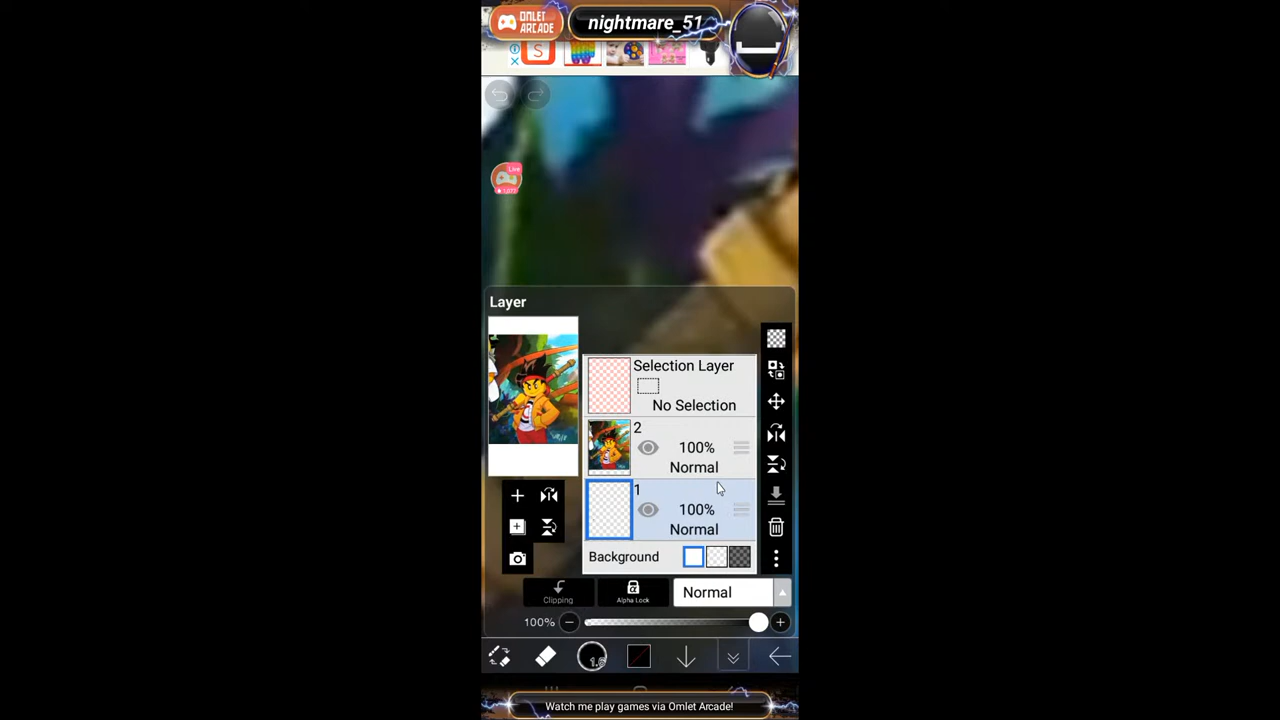 OMLET
ARCADE
nightmare_51
S
Live
Layer
Selection Layer
No Selection
2
100%
Normal
1
100%
Normal
Background
Clipping
α
Alpha Lock
Normal
100%
Watch me play games via Omlet Arcade!